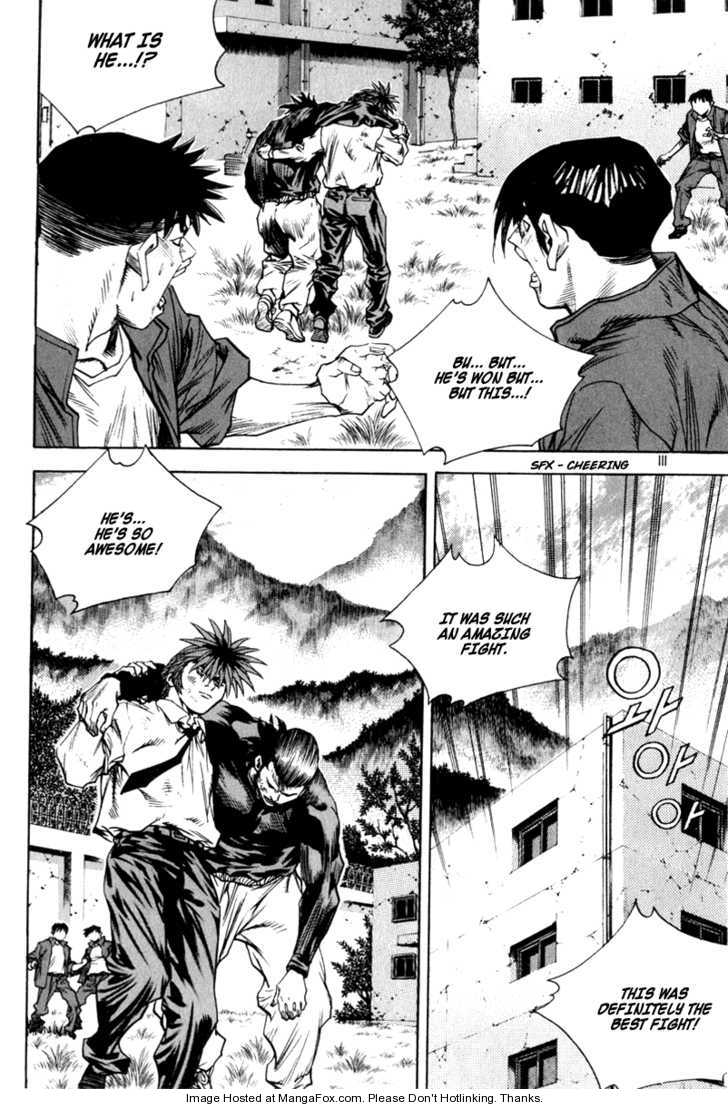 WHAT IS
HE...!?
BU... BUT...
HE'S WON BUT...
BUT THIS...!
SFX - CHEERING
HE'S...
HE'S SO
AWESOME!
IT WAS SUCH
AN AMAZING
FIGHT.
와
아
아
THIS WAS
DEFINITELY THE
BEST FIGHT!
Image Hosted at MangaFox.com. Please Don't Hotlinking. Thanks.